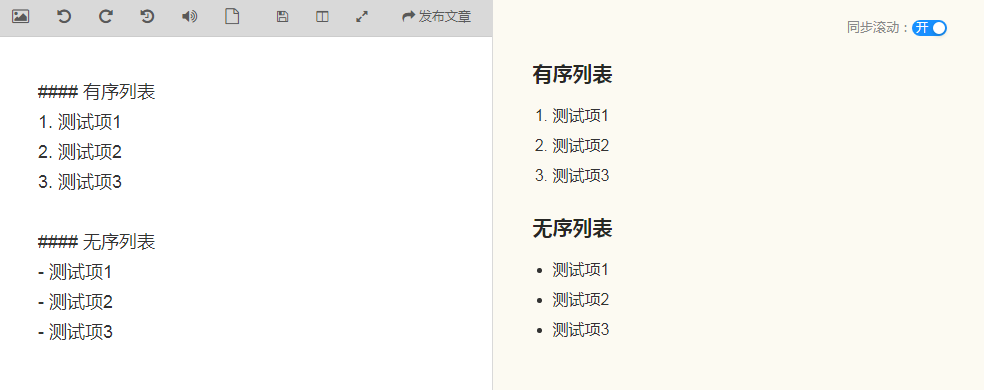 发布文章
#### 有序列表
1. 测试项1
2. 测试项2
3. 测试项3
#### 无序列表
- 测试项1
- 测试项2
- 测试项3
同步滚动：开
有序列表
1. 测试项1
2. 测试项2
3. 测试项3
无序列表
• 测试项1
• 测试项2
• 测试项3